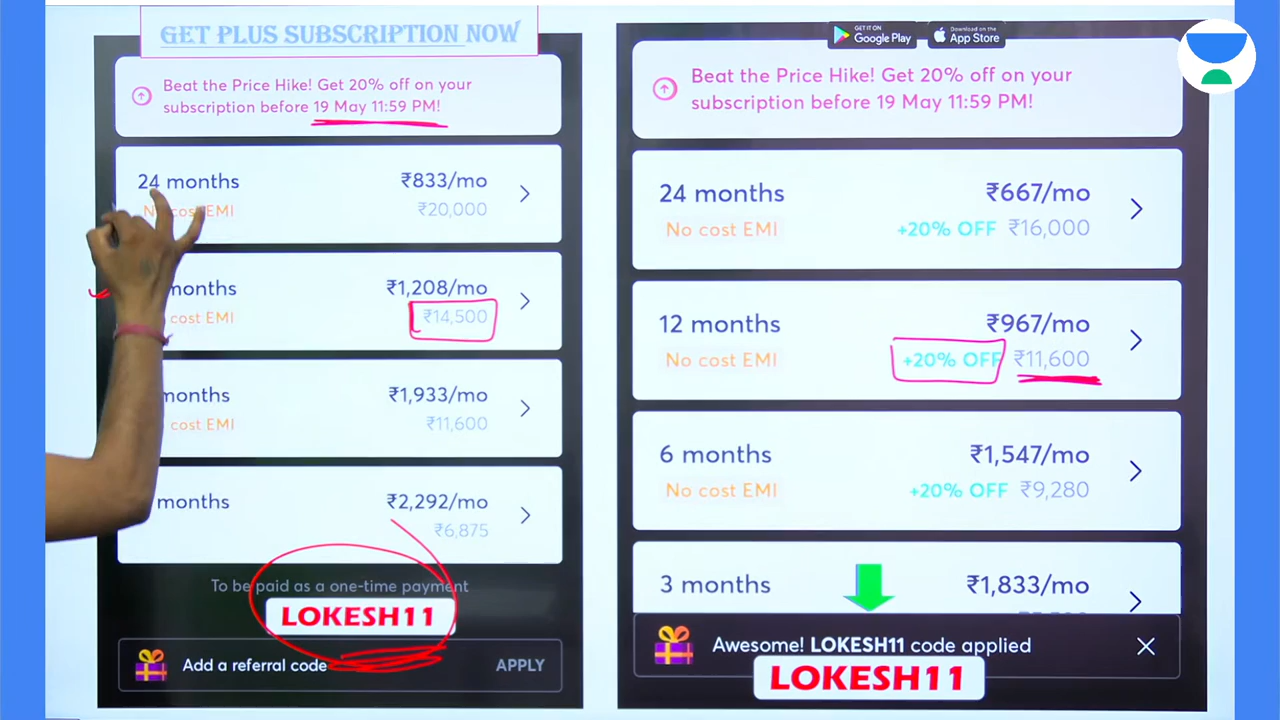 GET PLUS SUBSCRIPTION NOW
Beat the Price Hike! Get 20% off on your
subscription before 19 May 11:59 PM!
24 months ₹833/mo
No cost EMI ₹20,000
months ₹1,208/mo
cost EMI ₹14,500
months ₹1,933/mo
cost EMI ₹11,600
months ₹2,292/mo
₹6,875
To be paid as a one-time payment
LOKESH11
Add a referral code APPLY
GET IT ON
Google Play
Download on the
App Store
Beat the Price Hike! Get 20% off on your
subscription before 19 May 11:59 PM!
24 months ₹667/mo
No cost EMI +20% OFF ₹16,000
12 months ₹967/mo
No cost EMI +20% OFF ₹11,600
6 months ₹1,547/mo
No cost EMI +20% OFF ₹9,280
3 months ₹1,833/mo
Awesome! LOKESH11 code applied
LOKESH11